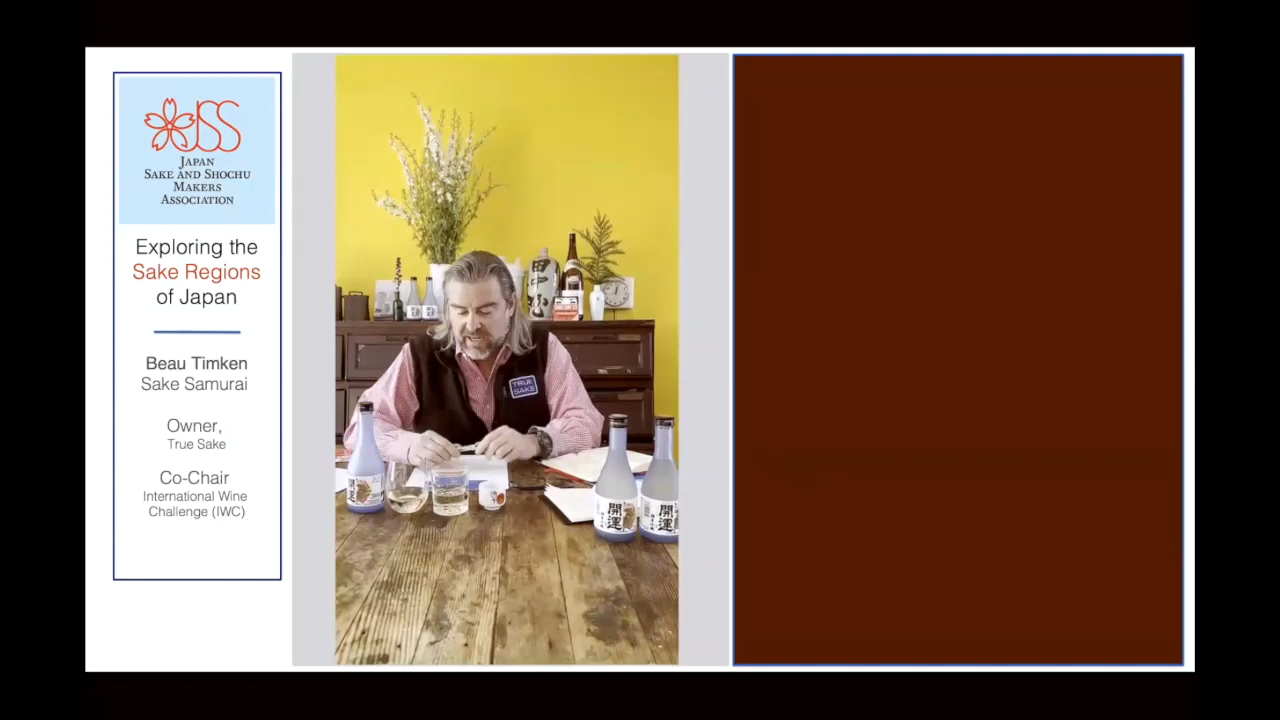 JSS
JAPAN
SAKE AND SHOCHU
MAKERS
ASSOCIATION
Exploring the
Sake Regions
of Japan
Beau Timken
Sake Samurai
Owner,
True Sake
Co-Chair
International Wine
Challenge (IWC)
TRUE
SAKE
開運
開運